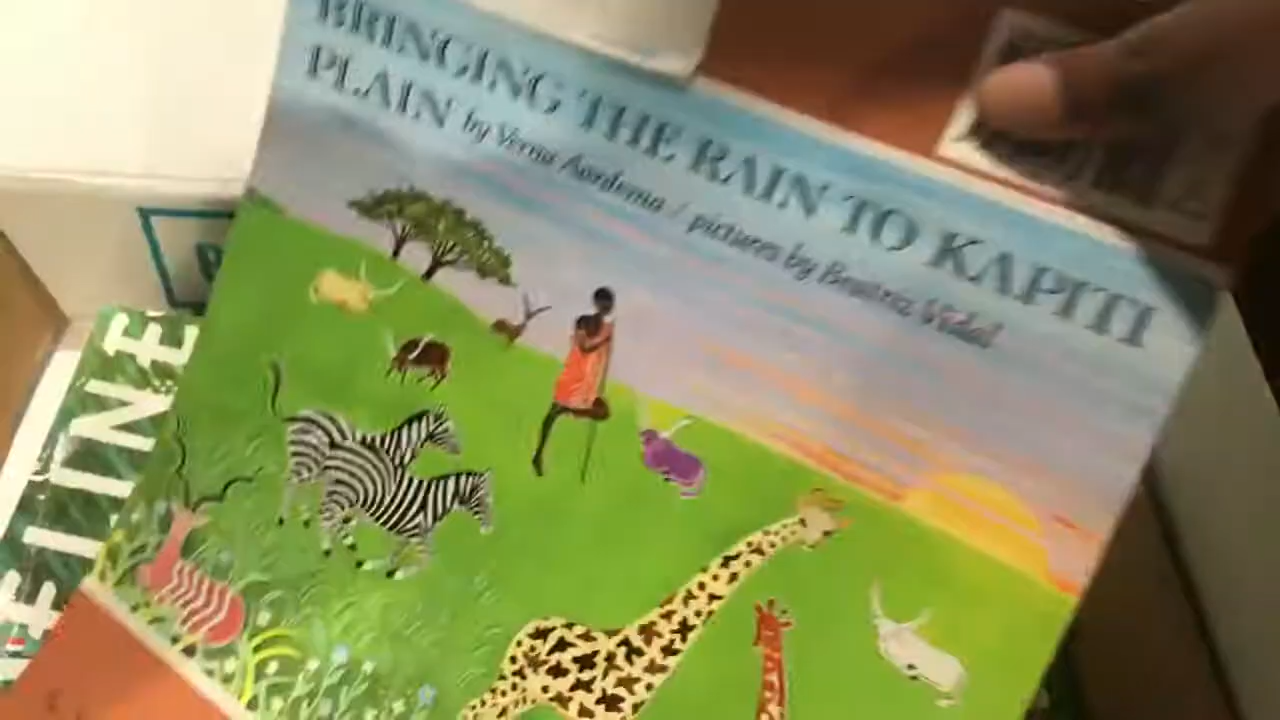 BRINGING THE RAIN TO KAPITI
PLAIN by Verna Aardema / pictures by Beatriz Vidal